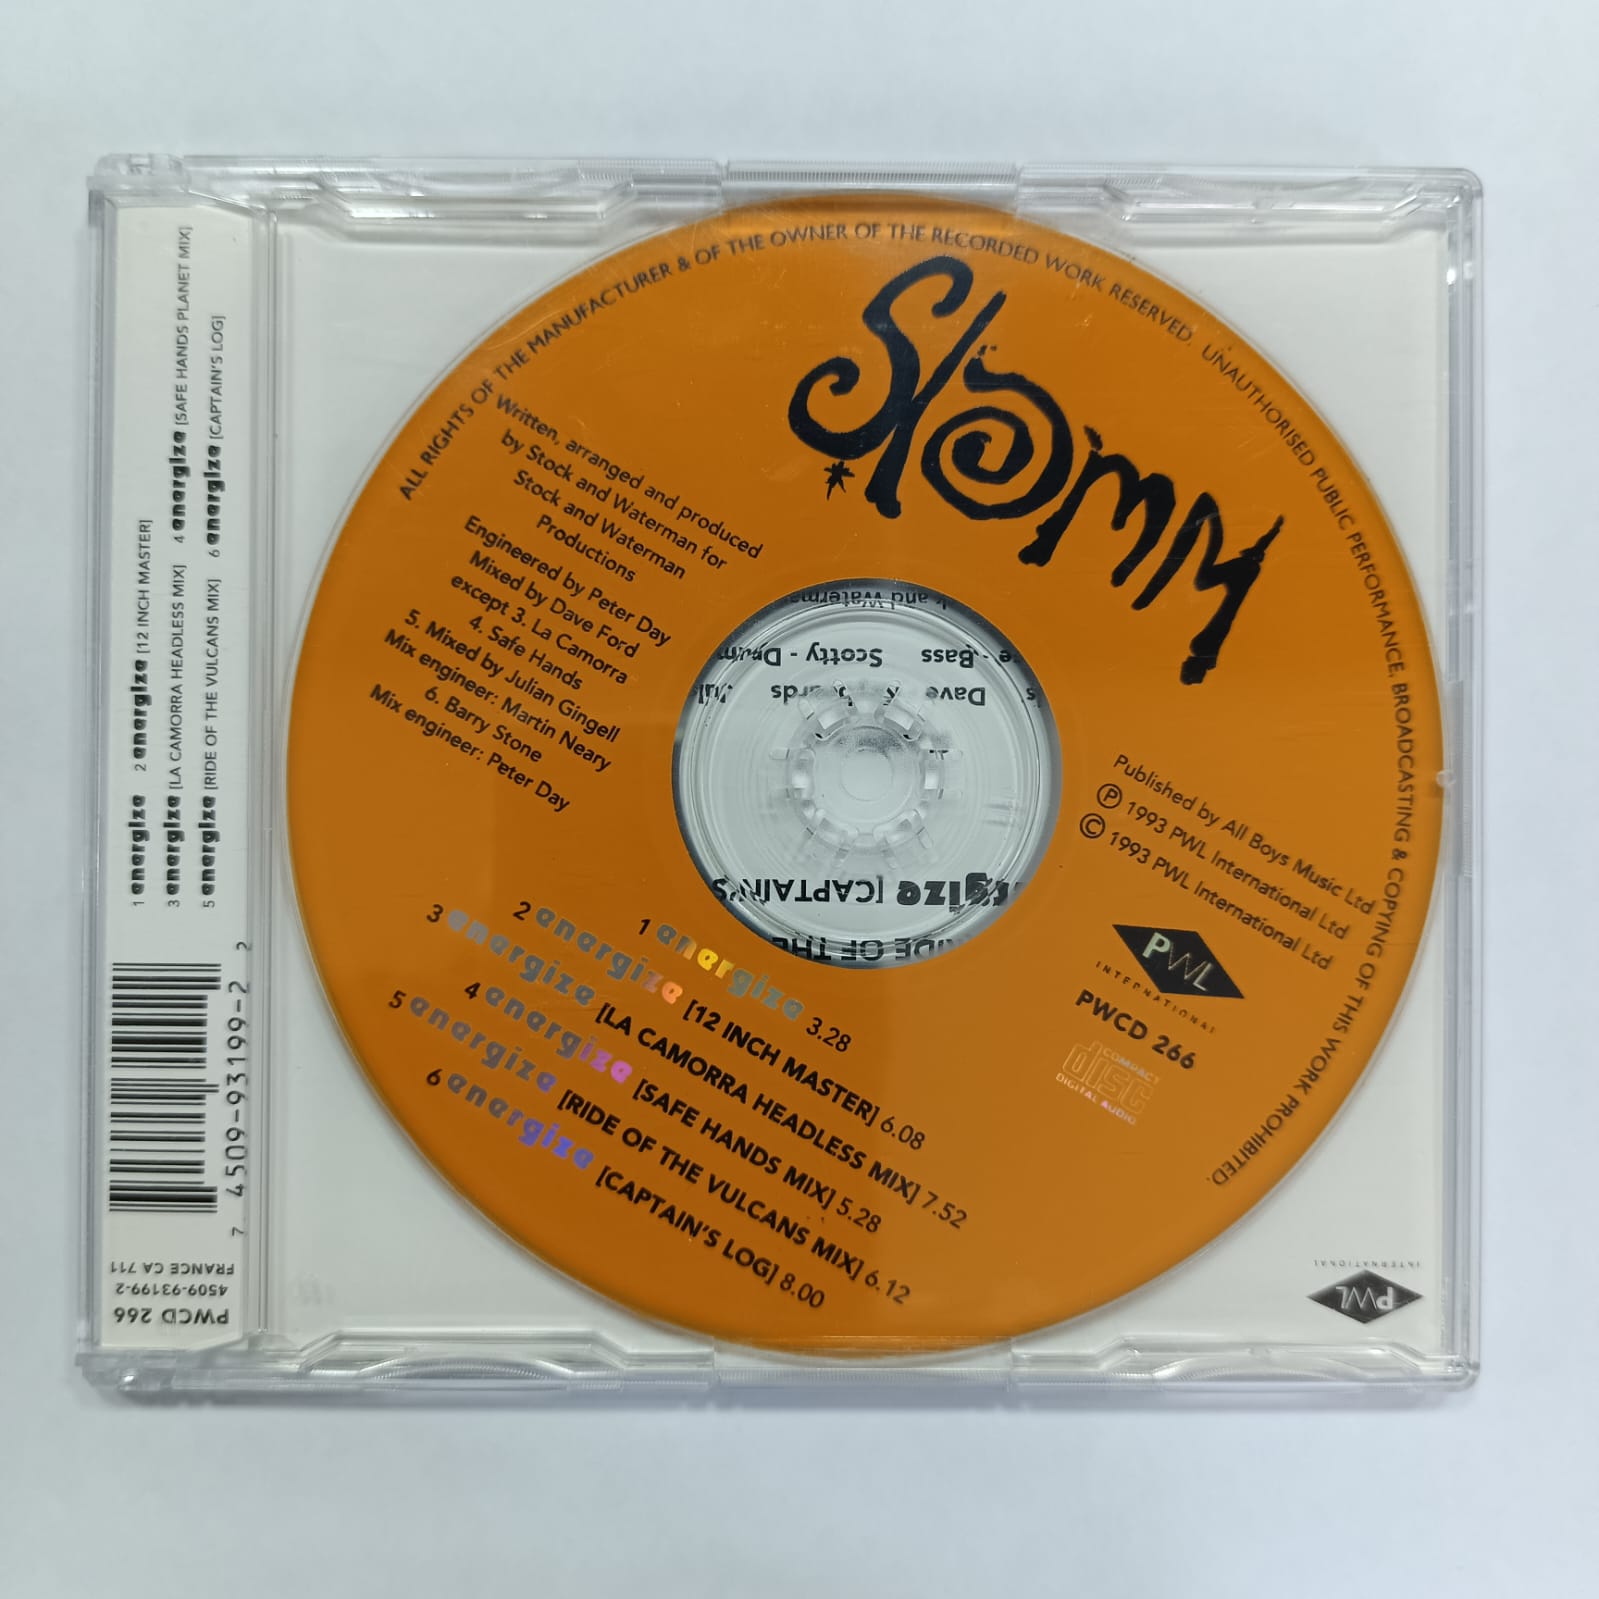 1 energize 2 energize [12 INCH MASTER]
3 energize [LA CAMORRA HEADLESS MIX] 4 energize [SAFE HANDS PLANET MIX]
5 energize [RIDE OF THE VULCANS MIX] 6 energize [CAPTAIN'S LOG]
7 4509-93199-2 2
PWCD 266
4509-93199-2
FRANCE CA 711
ALL RIGHTS OF THE MANUFACTURER & OF THE OWNER OF THE RECORDED WORK RESERVED. UNAUTHORISED PUBLIC PERFORMANCE, BROADCASTING & COPYING OF THIS WORK PROHIBITED.
Slamm
Written, arranged and produced
by Stock and Waterman for
Stock and Waterman
Productions
Engineered by Peter Day
Mixed by Dave Ford
except 3. La Camorra
4. Safe Hands
5. Mixed by Julian Gingell
Mix engineer: Martin Neary
6. Barry Stone
Mix engineer: Peter Day
Published by All Boys Music Ltd
Ⓟ 1993 PWL International Ltd
© 1993 PWL International Ltd
PWL
INTERNATIONAL
PWCD 266
COMPACT
disc
DIGITAL AUDIO
1 energize 3.28
2 energize [12 INCH MASTER] 6.08
3 energize [LA CAMORRA HEADLESS MIX] 7.52
4 energize [SAFE HANDS MIX] 5.28
5 energize [RIDE OF THE VULCANS MIX] 6.12
6 energize [CAPTAIN'S LOG] 8.00
RIDE OF THE
energize [CAPTAIN'S
Dave
Bass Scotty - Drum
and
PWL
INTERNATIONAL